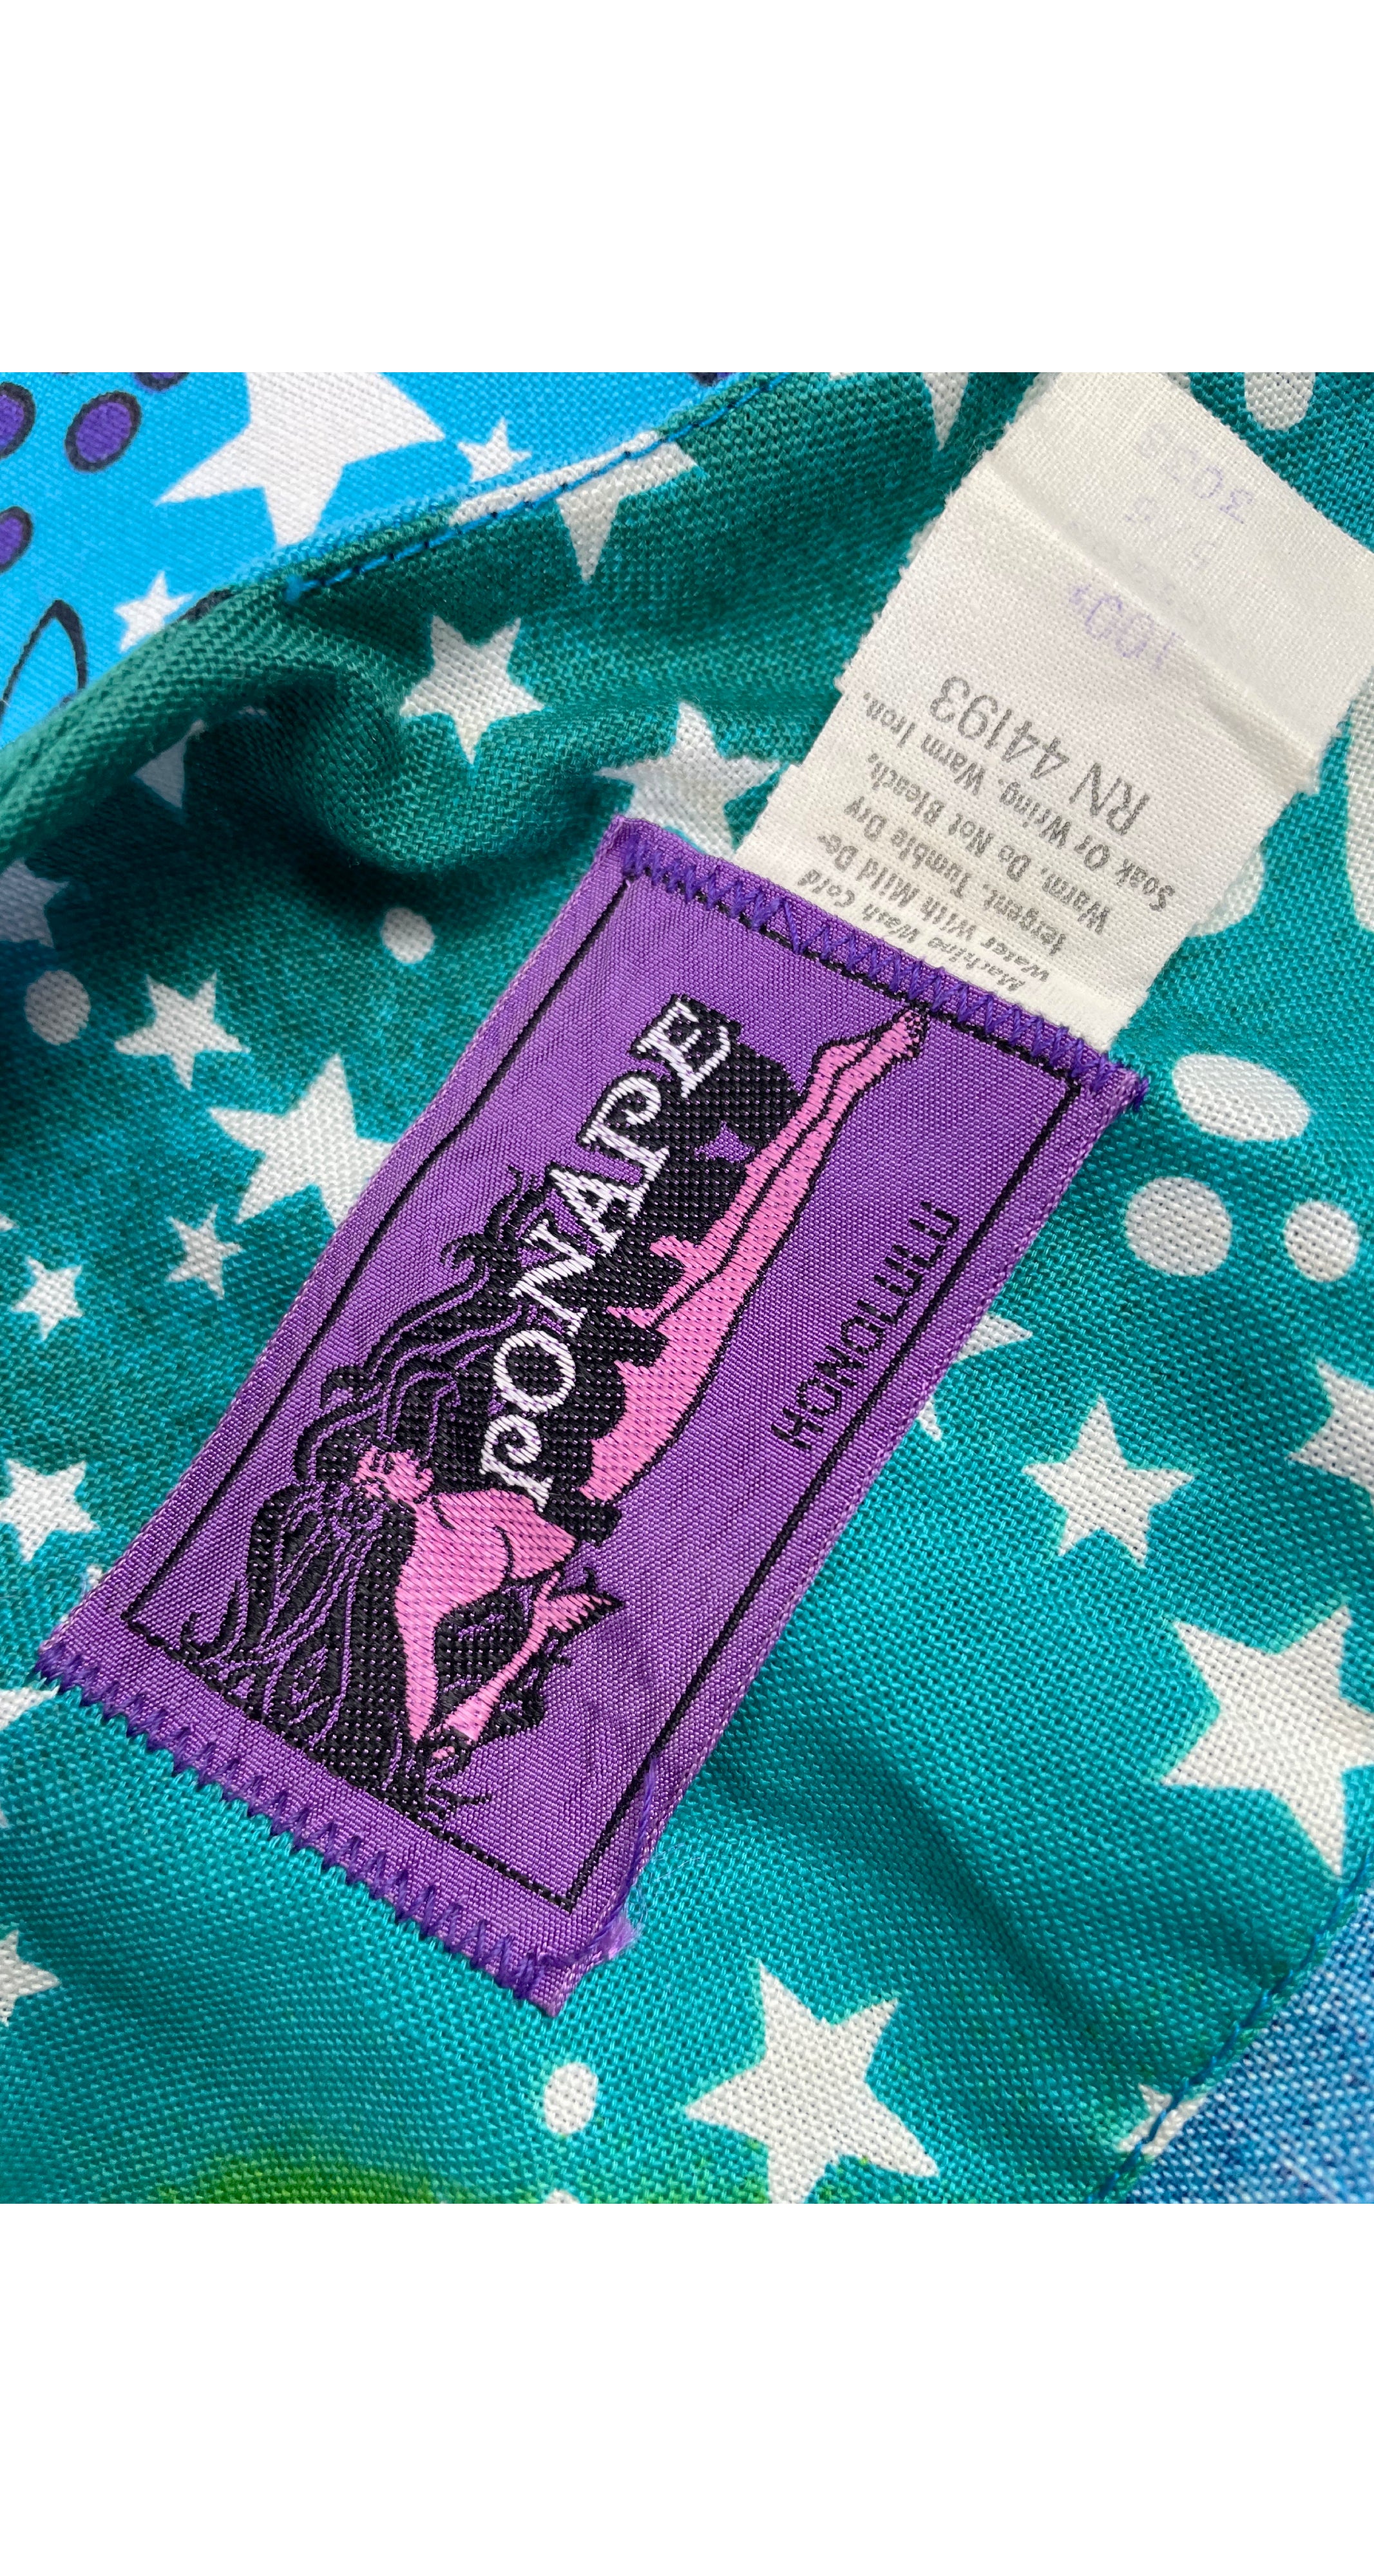 PONAPE
HONOLULU
Machine Wash Cold
water with Mild De-
tergent. Tumble Dry
Warm. Do Not Bleach,
Soak Or Wring. Warm Iron.
RN 44193